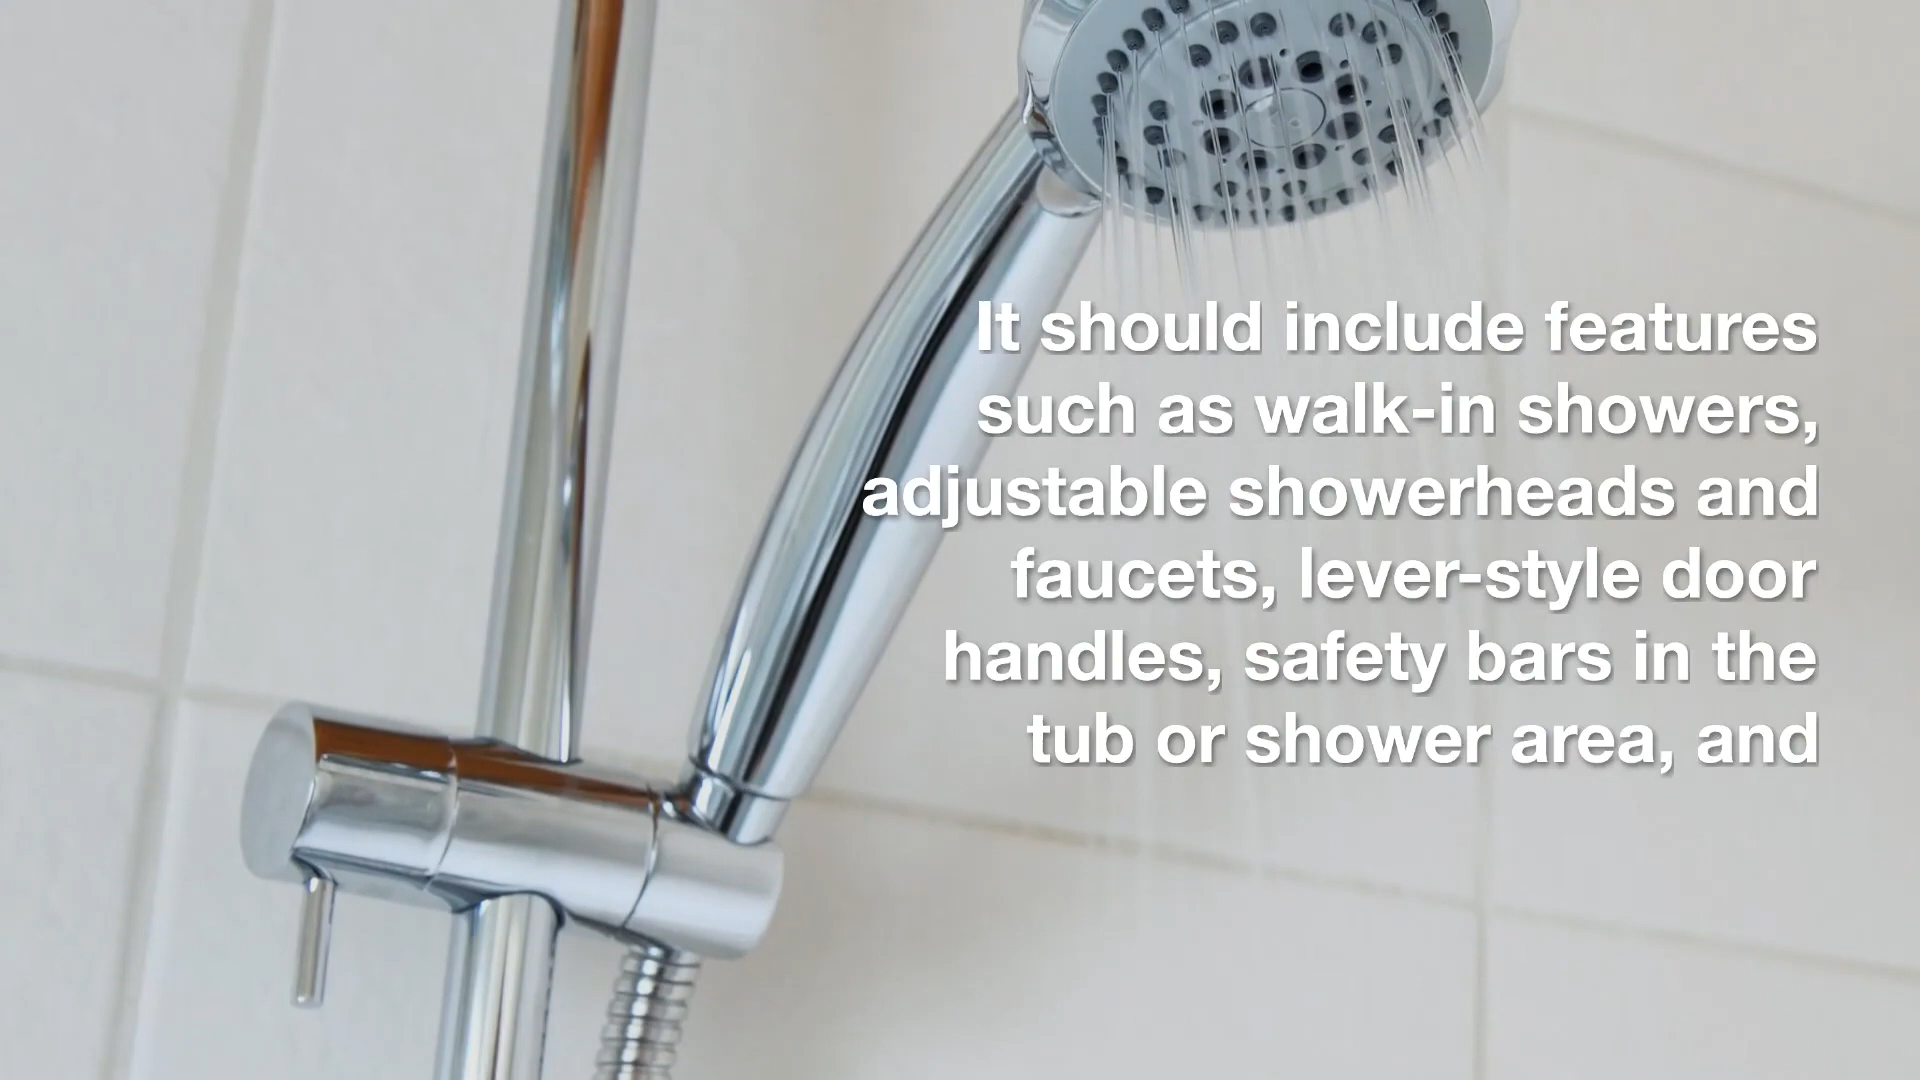 It should include features
such as walk-in showers,
adjustable showerheads and
faucets, lever-style door
handles, safety bars in the
tub or shower area, and